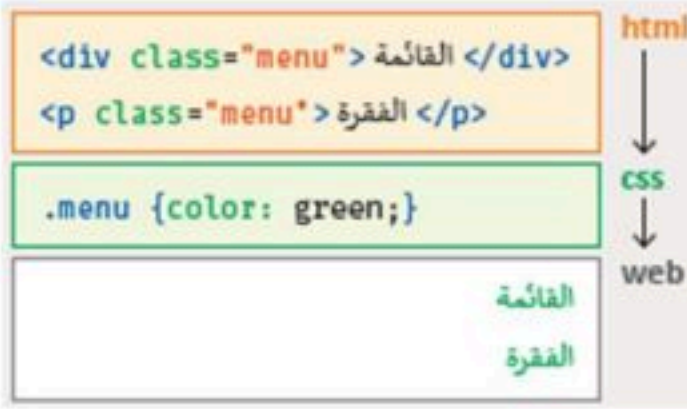 html
<div class="menu"> القائمة </div>
<p class="menu"> الفقرة </p>
css
.menu {color: green;}
web
القائمة
الفقرة